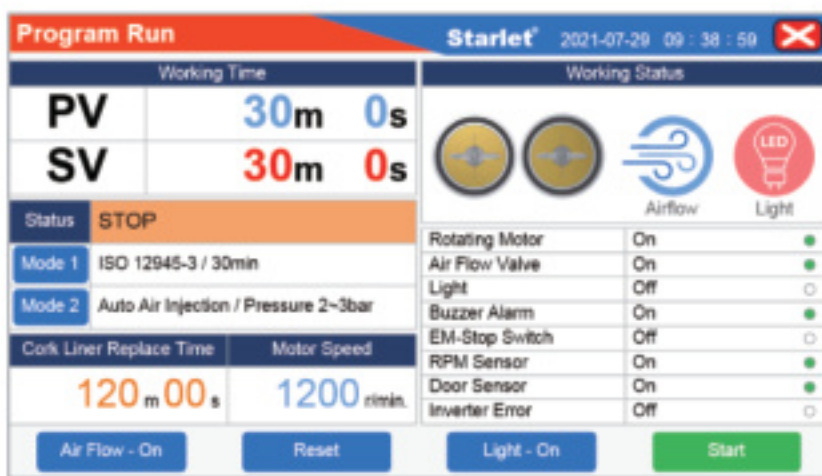 Program Run
Starlet® 2021-07-29 09 : 38 : 59
Working Time
PV 30m 0s
SV 30m 0s
Status STOP
Mode 1 ISO 12945-3 / 30min
Mode 2 Auto Air Injection / Pressure 2~3bar
Cork Liner Replace Time Motor Speed
120 m 00 s 1200 r/min.
Working Status
LED
Airflow Light
Rotating Motor On
Air Flow Valve On
Light Off
Buzzer Alarm On
EM-Stop Switch Off
RPM Sensor On
Door Sensor On
Inverter Error Off
Air Flow - On Reset Light - On Start